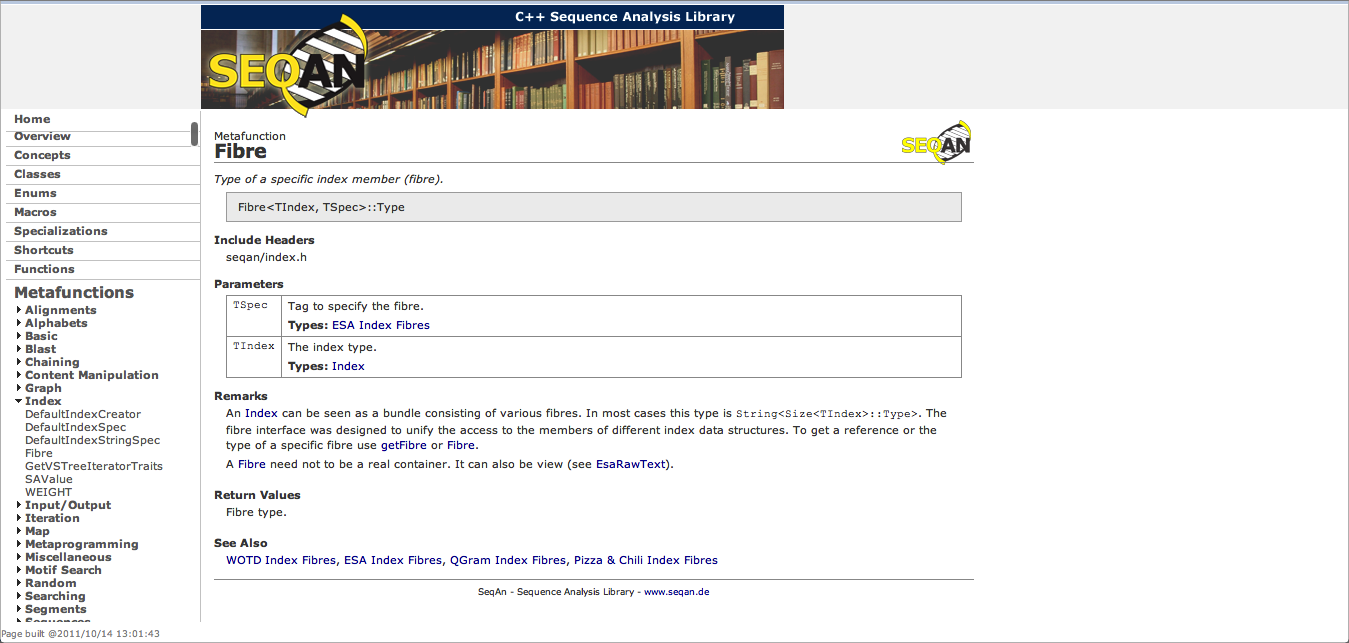 C++ Sequence Analysis Library
SEQAN
Home
Overview
Concepts
Classes
Enums
Macros
Specializations
Shortcuts
Functions
Metafunctions
Alignments
Alphabets
Basic
Blast
Chaining
Content Manipulation
Graph
Index
DefaultIndexCreator
DefaultIndexSpec
DefaultIndexStringSpec
Fibre
GetVSTreeIteratorTraits
SAValue
WEIGHT
Input/Output
Iteration
Map
Metaprogramming
Miscellaneous
Motif Search
Random
Searching
Segments
Sequences
Page built @2011/10/14 13:01:43
Metafunction
Fibre
SEQAN
Type of a specific index member (fibre).
Fibre<TIndex, TSpec>::Type
Include Headers
seqan/index.h
Parameters
TSpec Tag to specify the fibre.
Types: ESA Index Fibres
TIndex The index type.
Types: Index
Remarks
An Index can be seen as a bundle consisting of various fibres. In most cases this type is String<Size<TIndex>::Type>. The
fibre interface was designed to unify the access to the members of different index data structures. To get a reference or the
type of a specific fibre use getFibre or Fibre.
A Fibre need not to be a real container. It can also be view (see EsaRawText).
Return Values
Fibre type.
See Also
WOTD Index Fibres, ESA Index Fibres, QGram Index Fibres, Pizza & Chili Index Fibres
SeqAn - Sequence Analysis Library - www.seqan.de